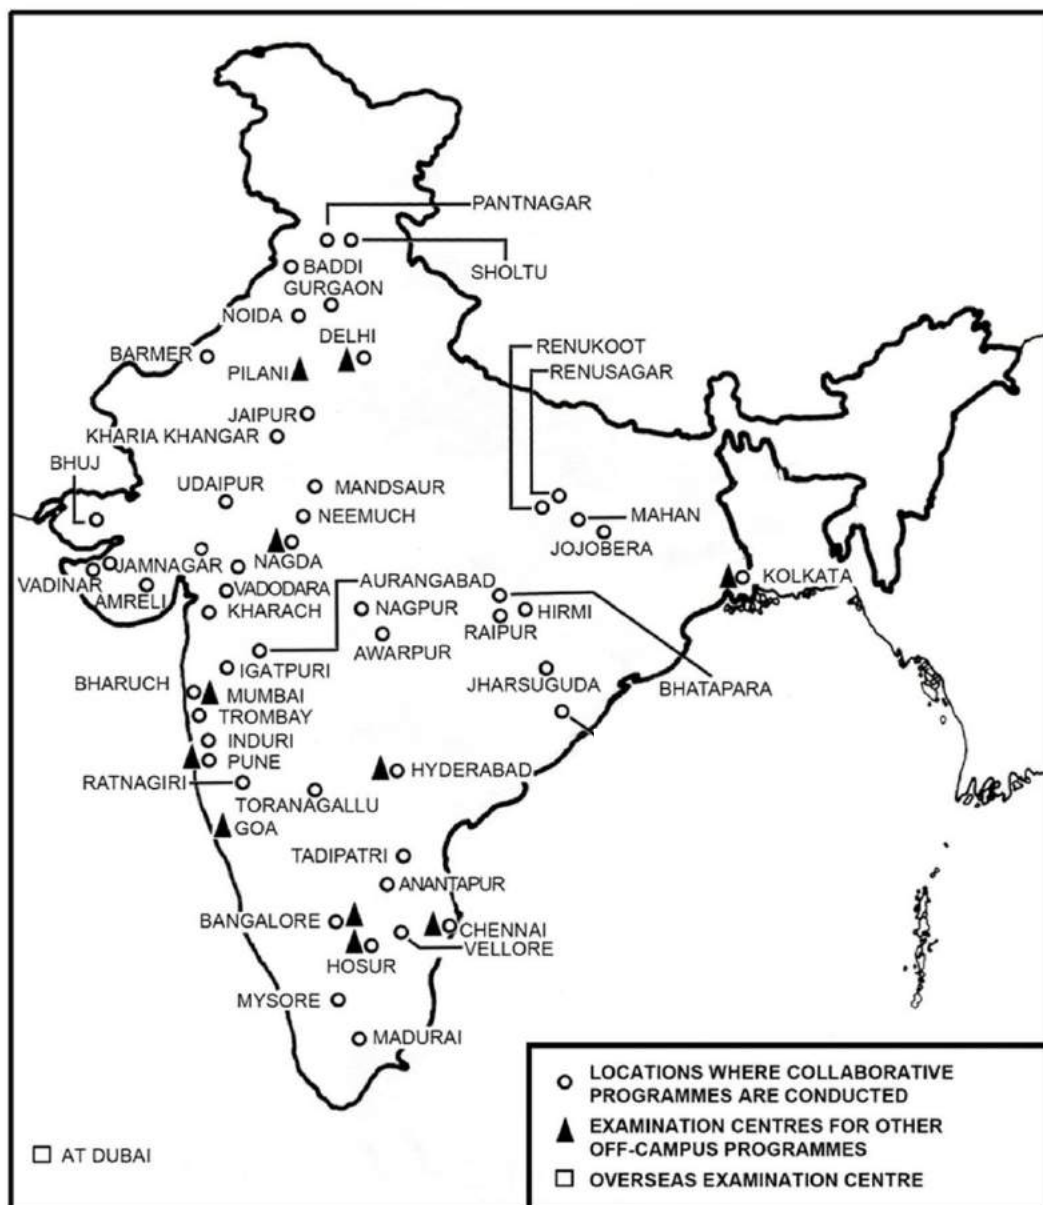 PANTNAGAR
SHOLTU
BADDI
GURGAON
NOIDA
DELHI
BARMER
PILANI
RENUKOOT
RENUSAGAR
JAIPUR
KHARIA KHANGAR
BHUJ
UDAIPUR
MANDSAUR
NEEMUCH
MAHAN
JOJOBERA
NAGDA
JAMNAGAR
VADINAR
AMRELI
VADODARA
AURANGABAD
KOLKATA
KHARACH
NAGPUR
HIRMI
RAIPUR
AWARPUR
IGATPURI
JHARSUGUDA
BHATAPARA
BHARUCH
MUMBAI
TROMBAY
INDURI
PUNE
HYDERABAD
RATNAGIRI
TORANAGALLU
GOA
TADIPATRI
ANANTAPUR
BANGALORE
CHENNAI
VELLORE
HOSUR
MYSORE
MADURAI
LOCATIONS WHERE COLLABORATIVE
PROGRAMMES ARE CONDUCTED
EXAMINATION CENTRES FOR OTHER
OFF-CAMPUS PROGRAMMES
OVERSEAS EXAMINATION CENTRE
AT DUBAI